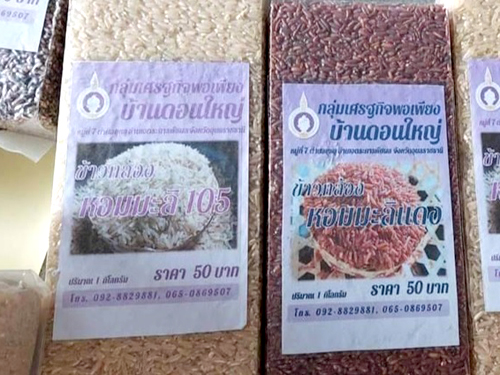 กลุ่มเศรษฐกิจพอเพียง
บ้านดอนใหญ่
ข้าวกล้อง
หอมมะลิ 105
ปริมาณ 1 กิโลกรัม ราคา 50 บาท
โทร. 092-8829881, 065-0869507
กลุ่มเศรษฐกิจพอเพียง
บ้านดอนใหญ่
ข้าวกล้อง
หอมมะลิแดง
ปริมาณ 1 กิโลกรัม ราคา 50 บาท
โทร. 092-8829881, 065-0869507